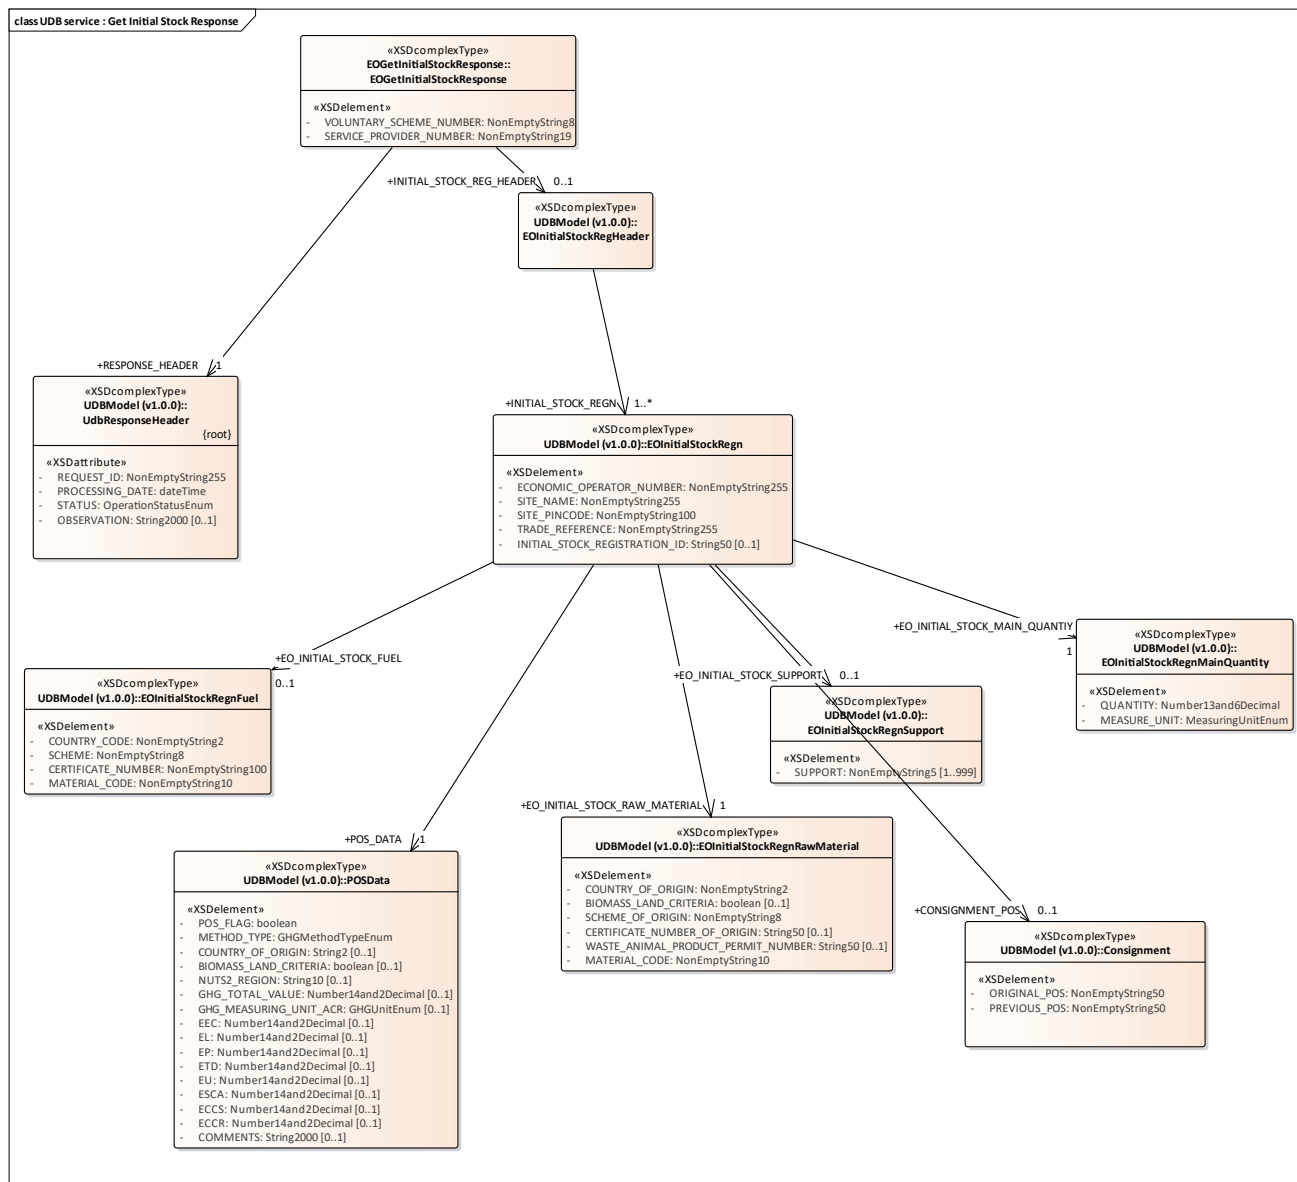 class UDB service : Get Initial Stock Response
«XSDcomplexType»
EOGetInitialStockResponse::
EOGetInitialStockResponse
«XSDelement»
- VOLUNTARY_SCHEME_NUMBER: NonEmptyString8
- SERVICE_PROVIDER_NUMBER: NonEmptyString19
+INITIAL_STOCK_REG_HEADER 0..1
«XSDcomplexType»
UDBModel (v1.0.0)::
EOInitialStockRegHeader
+RESPONSE_HEADER 1
«XSDcomplexType»
UDBModel (v1.0.0)::
UdbResponseHeader
{root}
«XSDattribute»
- REQUEST_ID: NonEmptyString255
- PROCESSING_DATE: dateTime
- STATUS: OperationStatusEnum
- OBSERVATION: String2000 [0..1]
+INITIAL_STOCK_REGN 1..*
«XSDcomplexType»
UDBModel (v1.0.0)::EOInitialStockRegn
«XSDelement»
- ECONOMIC_OPERATOR_NUMBER: NonEmptyString255
- SITE_NAME: NonEmptyString255
- SITE_PINCODE: NonEmptyString100
- TRADE_REFERENCE: NonEmptyString255
- INITIAL_STOCK_REGISTRATION_ID: String50 [0..1]
+EO_INITIAL_STOCK_MAIN_QUANTIY
1
«XSDcomplexType»
UDBModel (v1.0.0)::
EOInitialStockRegnMainQuantity
«XSDelement»
- QUANTITY: Number13and6Decimal
- MEASURE_UNIT: MeasuringUnitEnum
+EO_INITIAL_STOCK_FUEL
0..1
«XSDcomplexType»
UDBModel (v1.0.0)::EOInitialStockRegnFuel
«XSDelement»
- COUNTRY_CODE: NonEmptyString2
- SCHEME: NonEmptyString8
- CERTIFICATE_NUMBER: NonEmptyString100
- MATERIAL_CODE: NonEmptyString10
+EO_INITIAL_STOCK_SUPPORT 0..1
«XSDcomplexType»
UDBModel (v1.0.0)::
EOInitialStockRegnSupport
«XSDelement»
- SUPPORT: NonEmptyString5 [1..999]
+EO_INITIAL_STOCK_RAW_MATERIAL 1
«XSDcomplexType»
UDBModel (v1.0.0)::EOInitialStockRegnRawMaterial
«XSDelement»
- COUNTRY_OF_ORIGIN: NonEmptyString2
- BIOMASS_LAND_CRITERIA: boolean [0..1]
- SCHEME_OF_ORIGIN: NonEmptyString8
- CERTIFICATE_NUMBER_OF_ORIGIN: String50 [0..1]
- WASTE_ANIMAL_PRODUCT_PERMIT_NUMBER: String50 [0..1]
- MATERIAL_CODE: NonEmptyString10
+POS_DATA 1
«XSDcomplexType»
UDBModel (v1.0.0)::POSData
«XSDelement»
- POS_FLAG: boolean
- METHOD_TYPE: GHGMethodTypeEnum
- COUNTRY_OF_ORIGIN: String2 [0..1]
- BIOMASS_LAND_CRITERIA: boolean [0..1]
- NUTS2_REGION: String10 [0..1]
- GHG_TOTAL_VALUE: Number14and2Decimal [0..1]
- GHG_MEASURING_UNIT_ACR: GHGUnitEnum [0..1]
- EEC: Number14and2Decimal [0..1]
- EL: Number14and2Decimal [0..1]
- EP: Number14and2Decimal [0..1]
- ETD: Number14and2Decimal [0..1]
- EU: Number14and2Decimal [0..1]
- ESCA: Number14and2Decimal [0..1]
- ECCS: Number14and2Decimal [0..1]
- ECCR: Number14and2Decimal [0..1]
- COMMENTS: String2000 [0..1]
+CONSIGNMENT_POS 0..1
«XSDcomplexType»
UDBModel (v1.0.0)::Consignment
«XSDelement»
- ORIGINAL_POS: NonEmptyString50
- PREVIOUS_POS: NonEmptyString50